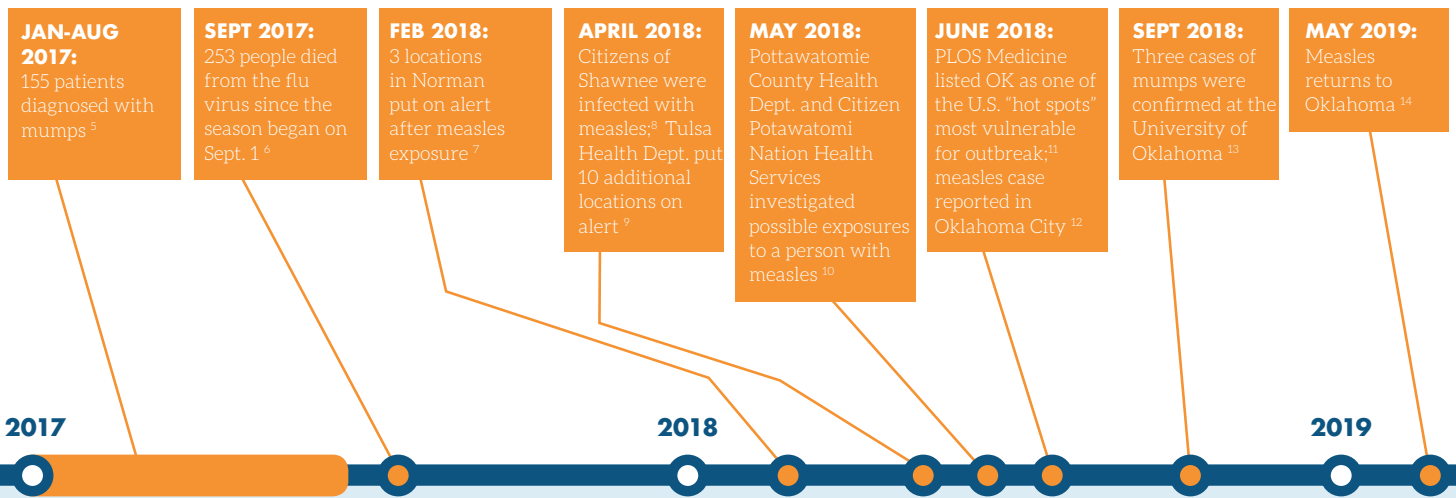 JAN-AUG
2017:
155 patients
diagnosed with
mumps 5
SEPT 2017:
253 people died
from the flu
virus since the
season began on
Sept. 1 6
FEB 2018:
3 locations
in Norman
put on alert
after measles
exposure 7
APRIL 2018:
Citizens of
Shawnee were
infected with
measles;8 Tulsa
Health Dept. put
10 additional
locations on
alert 9
MAY 2018:
Pottawatomie
County Health
Dept. and Citizen
Potawatomi
Nation Health
Services
investigated
possible exposures
to a person with
measles 10
JUNE 2018:
PLOS Medicine
listed OK as one of
the U.S. “hot spots”
most vulnerable
for outbreak;11
measles case
reported in
Oklahoma City 12
SEPT 2018:
Three cases of
mumps were
confirmed at the
University of
Oklahoma 13
MAY 2019:
Measles
returns to
Oklahoma 14
2017
2018
2019